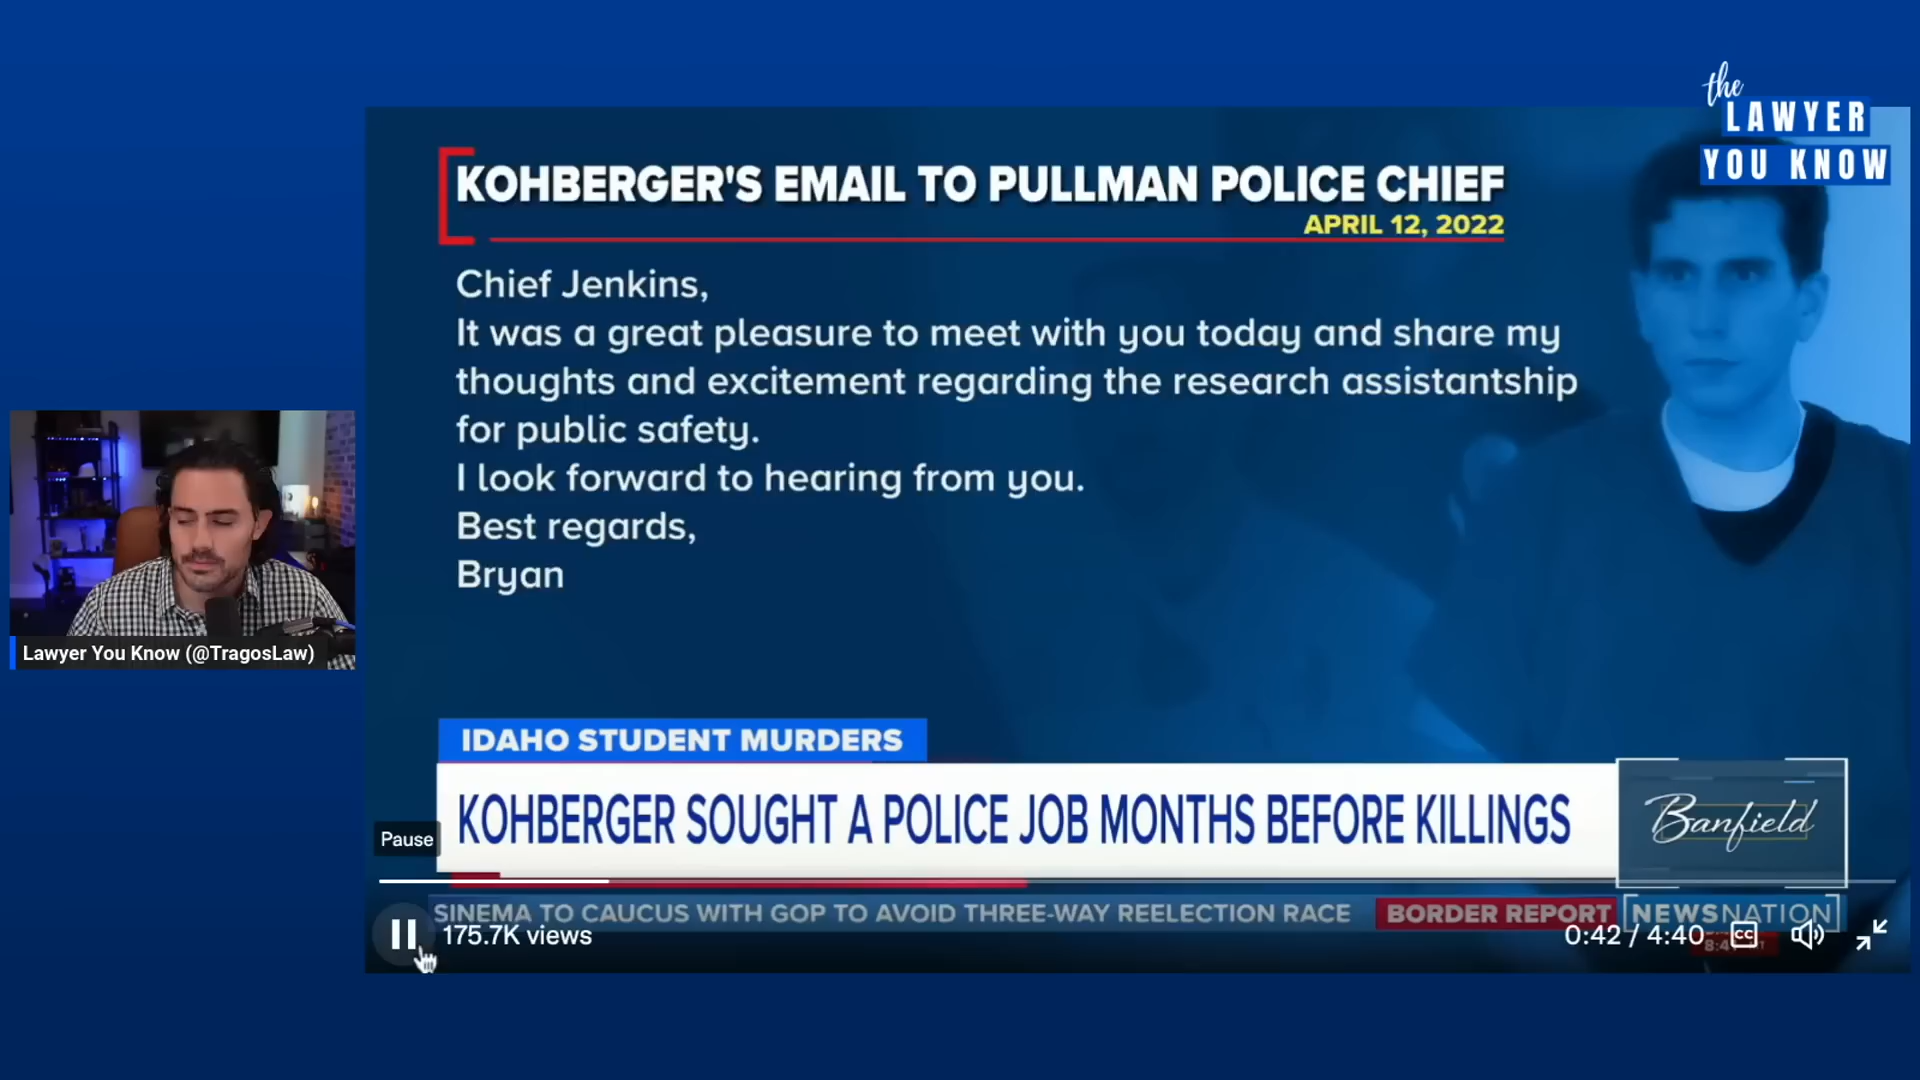 the
LAWYER
YOU KNOW
KOHBERGER'S EMAIL TO PULLMAN POLICE CHIEF
APRIL 12, 2022
Chief Jenkins,
It was a great pleasure to meet with you today and share my
thoughts and excitement regarding the research assistantship
for public safety.
I look forward to hearing from you.
Best regards,
Bryan
Lawyer You Know (@TragosLaw)
IDAHO STUDENT MURDERS
KOHBERGER SOUGHT A POLICE JOB MONTHS BEFORE KILLINGS
Banfield
Pause
SINEMA TO CAUCUS WITH GOP TO AVOID THREE-WAY REELECTION RACE
BORDER REPORT
NEWSNATION
175.7K views
0:42 / 4:40
CC